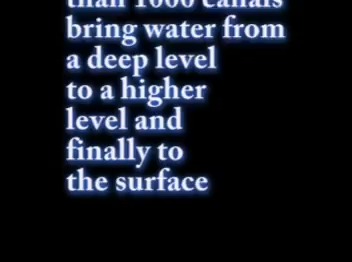 than 1000 canals
bring water from
a deep level
to a higher
level and
finally to
the surface